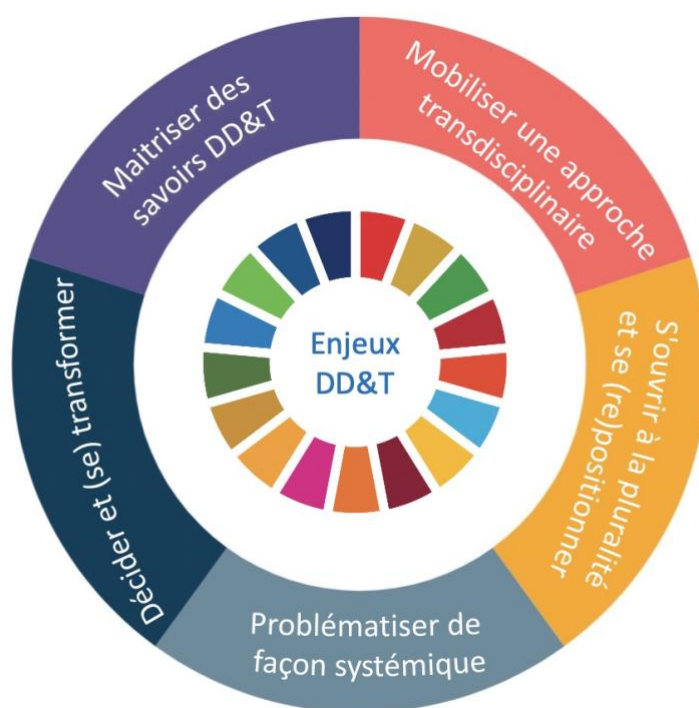 Maitriser des
savoirs DD&T
Mobiliser une approche
transdisciplinaire
S'ouvrir à la pluralité
et se (re)positionner
Problématiser de
façon systémique
Décider et (se) transformer
Enjeux
DD&T